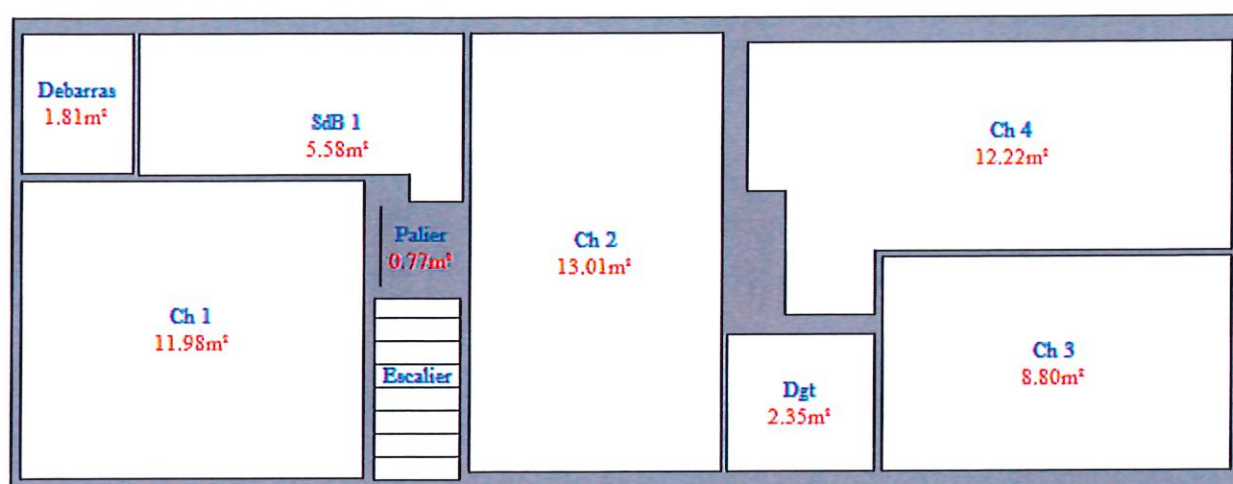 Debarras
1.81m²
SdB 1
5.58m²
Ch 4
12.22m²
Palier
0.77m²
Ch 2
13.01m²
Ch 1
11.98m²
Escalier
Ch 3
8.80m²
Dgt
2.35m²